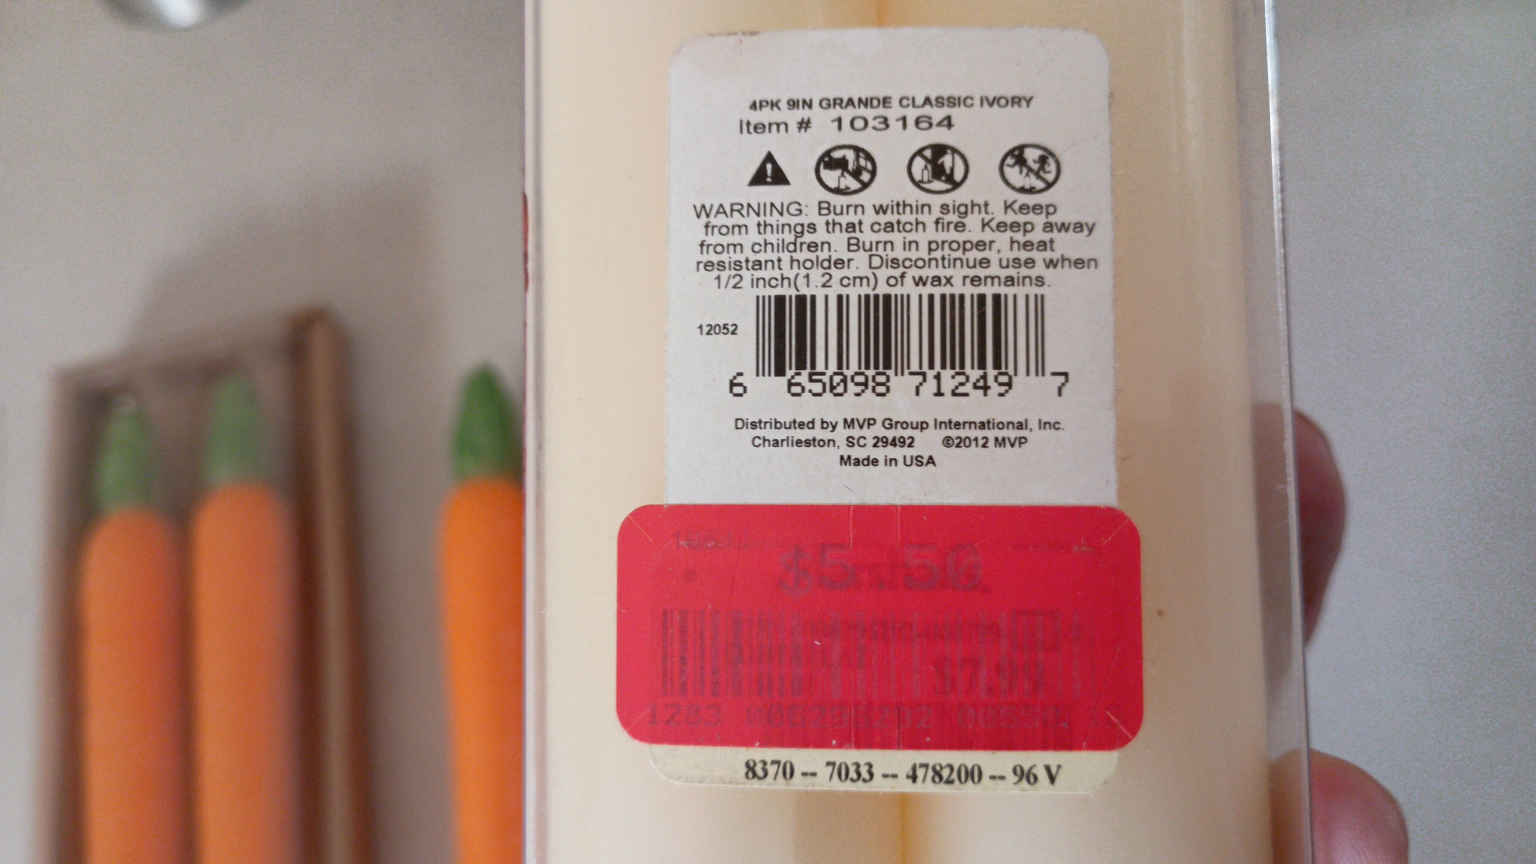 4PK 9IN GRANDE CLASSIC IVORY
Item # 103164
WARNING: Burn within sight. Keep
from things that catch fire. Keep away
from children. Burn in proper, heat
resistant holder. Discontinue use when
1/2 inch(1.2 cm) of wax remains.
12052
6 65098 71249 7
Distributed by MVP Group International, Inc.
Charlieston, SC 29492 ©2012 MVP
Made in USA
$5.50
$7.99
8370 -- 7033 -- 478200 -- 96 V